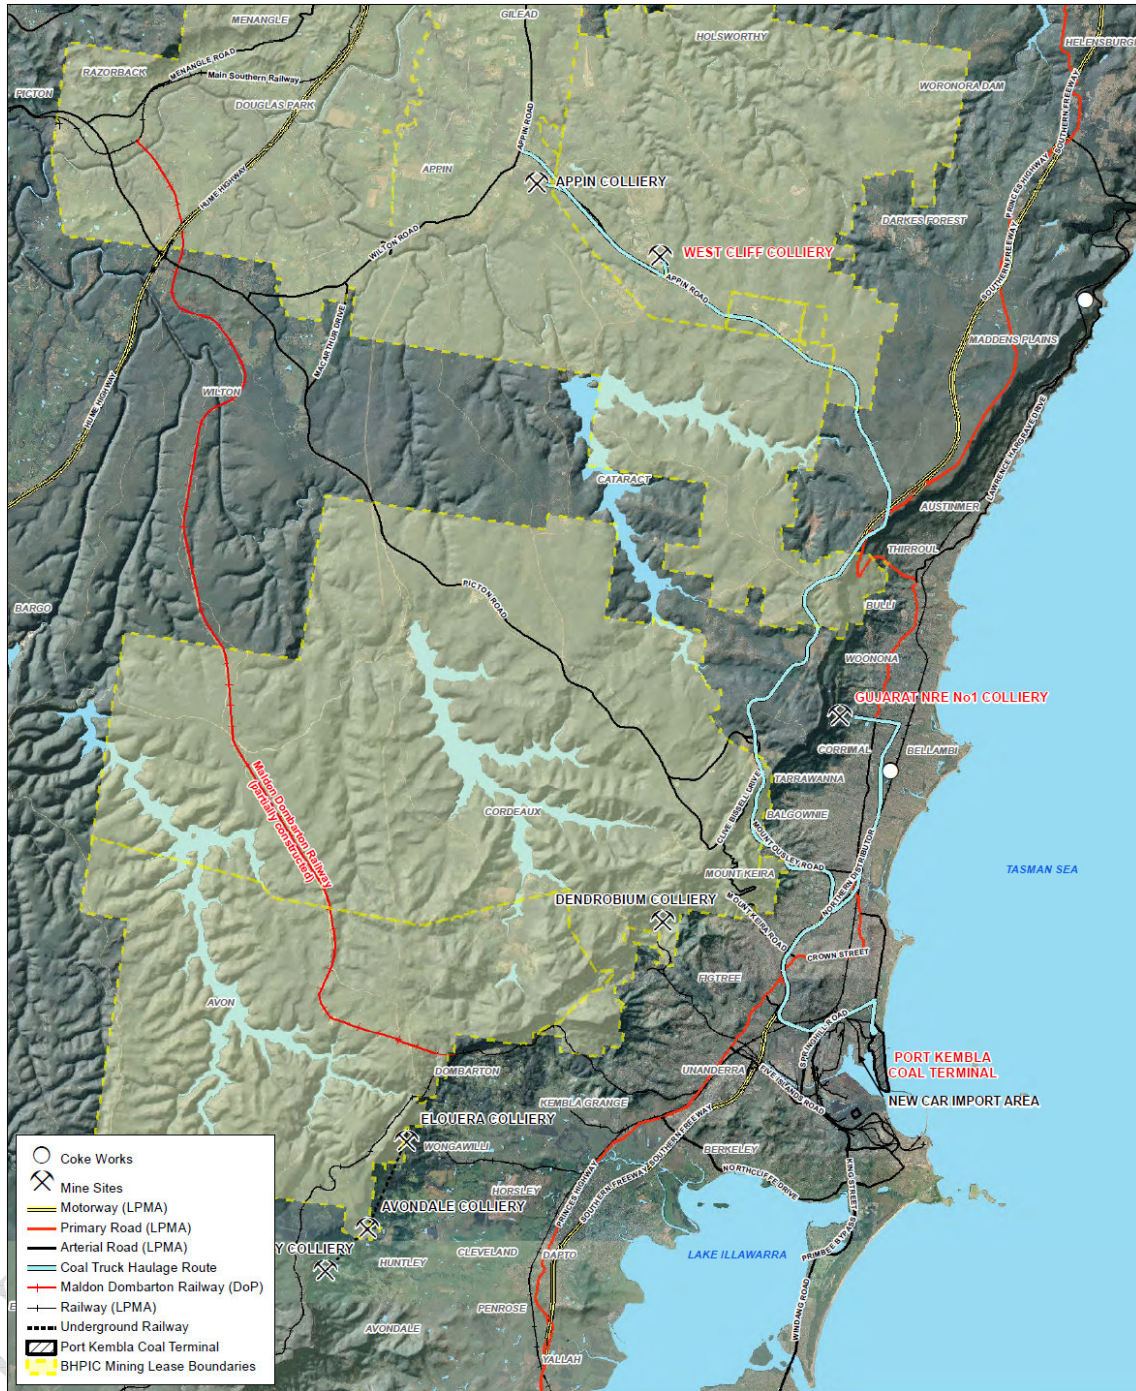 MENANGLE
GILEAD
HOLSWORTHY
HELENSBURGH
RAZORBACK
MENANGLE ROAD
Main Southern Railway
PICTON
DOUGLAS PARK
WORONORA DAM
SOUTHERN FREEWAY
APPIN ROAD
HUME HIGHWAY
APPIN
APPIN COLLIERY
PRINCES HIGHWAY
DARKES FOREST
WILTON ROAD
WEST CLIFF COLLIERY
APPIN ROAD
SOUTHERN FREEWAY
MACARTHUR DRIVE
MADDENS PLAINS
HUME HIGHWAY
WILTON
LAWRENCE HARGRAVE DRIVE
CATARACT
AUSTINMER
THIRROUL
PICTON ROAD
BARGO
BULLI
WOONONA
GUJARAT NRE No1 COLLIERY
CORRIMAL
BELLAMBI
TARRAWANNA
Maldon Dombarton Railway
(partially constructed)
CORDEAUX
CLIVE BISSELL DRIVE
BALGOWNIE
MOUNT OUSLEY ROAD
NORTHERN DISTRIBUTOR
MOUNT KEIRA
TASMAN SEA
DENDROBIUM COLLIERY
MOUNT KEIRA ROAD
CROWN STREET
FIGTREE
AVON
SPRINGHILL ROAD
PORT KEMBLA
COAL TERMINAL
DOMBARTON
UNANDERRA
FIVE ISLANDS ROAD
NEW CAR IMPORT AREA
KEMBLA GRANGE
ELOUERA COLLIERY
WONGAWILLI
SOUTHERN FREEWAY
SOUTHERN FREEWAY
BERKELEY
NORTHCLIFFE DRIVE
KING STREET
HORSLEY
PRINCES HIGHWAY
AVONDALE COLLIERY
PRIMBEE BYPASS
Y COLLIERY
CLEVELAND
DAPTO
LAKE ILLAWARRA
HUNTLEY
WINDANG ROAD
PENROSE
AVONDALE
YALLAH
Coke Works
Mine Sites
Motorway (LPMA)
Primary Road (LPMA)
Arterial Road (LPMA)
Coal Truck Haulage Route
Maldon Dombarton Railway (DoP)
Railway (LPMA)
Underground Railway
Port Kembla Coal Terminal
BHPIC Mining Lease Boundaries